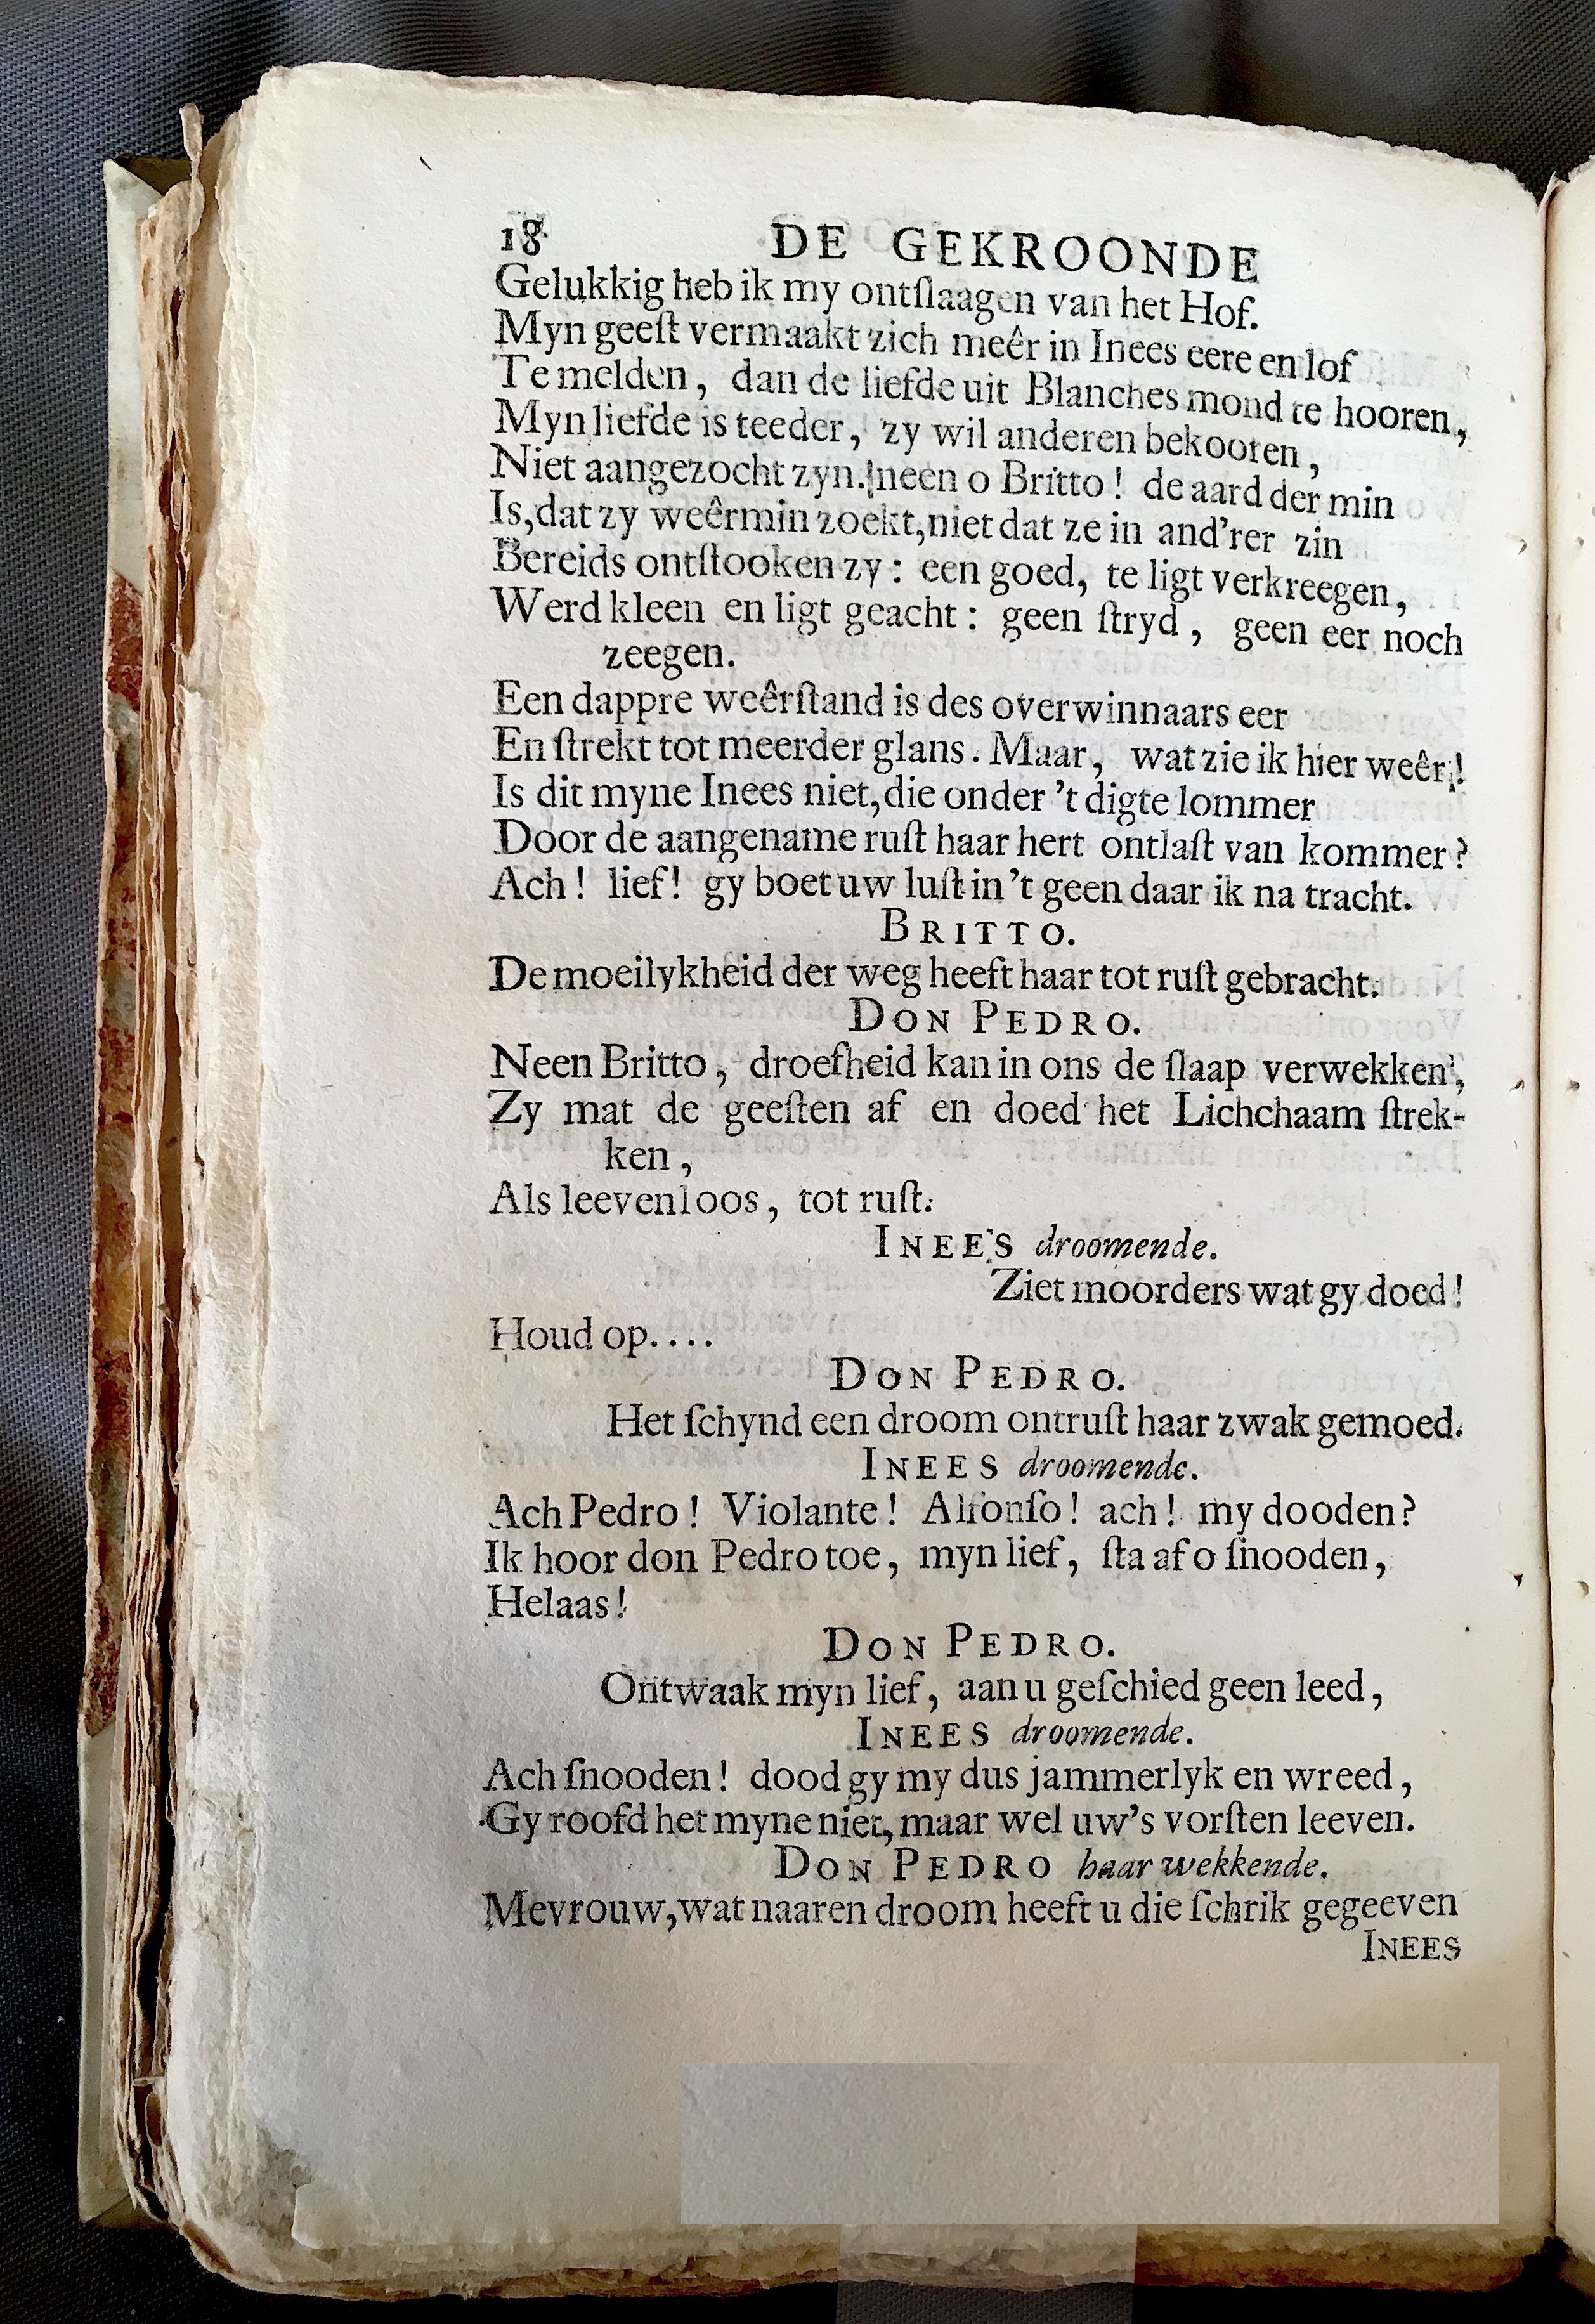 18 DE GEKROONDE
Gelukkig heb ik my ontſlaagen van het Hof.
Myn geeſt vermaakt zich meêr in Inees eere en lof
Te melden, dan de liefde uit Blanches mond te hooren,
Myn liefde is teeder, zy wil anderen bekooren,
Niet aangezocht zyn. neen o Britto! de aard der min
Is, dat zy weêrmin zoekt, niet dat ze in and'rer zin
Bereids ontſtooken zy: een goed, te ligt verkreegen,
Werd kleen en ligt geacht: geen ſtryd, geen eer noch
zeegen.
Een dappre weêrſtand is des overwinnaars eer
En ſtrekt tot meerder glans. Maar, wat zie ik hier weêr!
Is dit myne Inees niet, die onder 't digte lommer
Door de aangename ruſt haar hert ontlaſt van kommer?
Ach! lief! gy boet uw luſt in 't geen daar ik na tracht.
BRITTO.
De moeilykheid der weg heeft haar tot ruſt gebracht.
DON PEDRO.
Neen Britto, droefheid kan in ons de ſlaap verwekken,
Zy mat de geeſten af en doed het Lichchaam ſtrek-
ken,
Als leevenloos, tot ruſt.
INEES droomende.
Ziet moorders wat gy doed!
Houd op....
DON PEDRO.
Het ſchynd een droom ontruſt haar zwak gemoed.
INEES droomende.
Ach Pedro! Violante! Alfonſo! ach! my dooden?
Ik hoor don Pedro toe, myn lief, ſta af o ſnooden,
Helaas!
DON PEDRO.
Ontwaak myn lief, aan u geſchied geen leed,
INEES droomende.
Ach ſnooden! dood gy my dus jammerlyk en wreed,
Gy roofd het myne niet, maar wel uw's vorſten leeven.
DON PEDRO haar wekkende.
Mevrouw, wat naaren droom heeft u die ſchrik gegeeven
INEES